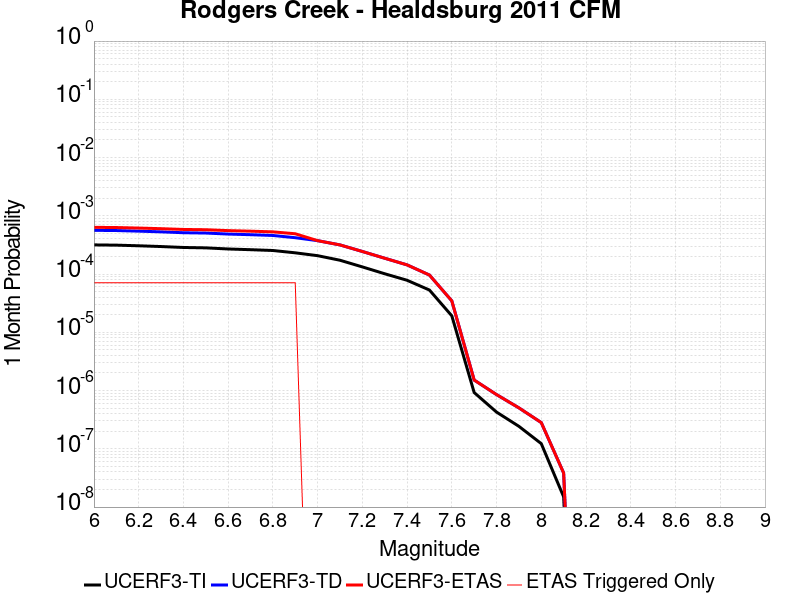 Rodgers Creek - Healdsburg 2011 CFM
10^0
10^-1
10^-2
10^-3
10^-4
10^-5
10^-6
10^-7
10^-8
1 Month Probability
6 6.2 6.4 6.6 6.8 7 7.2 7.4 7.6 7.8 8 8.2 8.4 8.6 8.8 9
Magnitude
UCERF3-TI UCERF3-TD UCERF3-ETAS ETAS Triggered Only